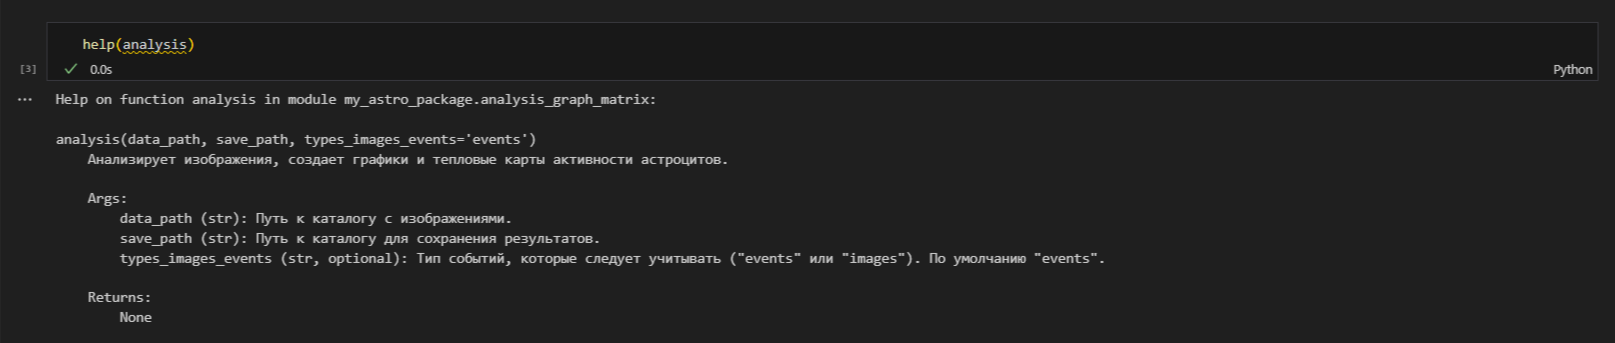 help(analysis)
[3]
0.0s
Python
...
Help on function analysis in module my_astro_package.analysis_graph_matrix:
analysis(data_path, save_path, types_images_events='events')
Анализирует изображения, создает графики и тепловые карты активности астроцитов.
Args:
data_path (str): Путь к каталогу с изображениями.
save_path (str): Путь к каталогу для сохранения результатов.
types_images_events (str, optional): Тип событий, которые следует учитывать ("events" или "images"). По умолчанию "events".
Returns:
None